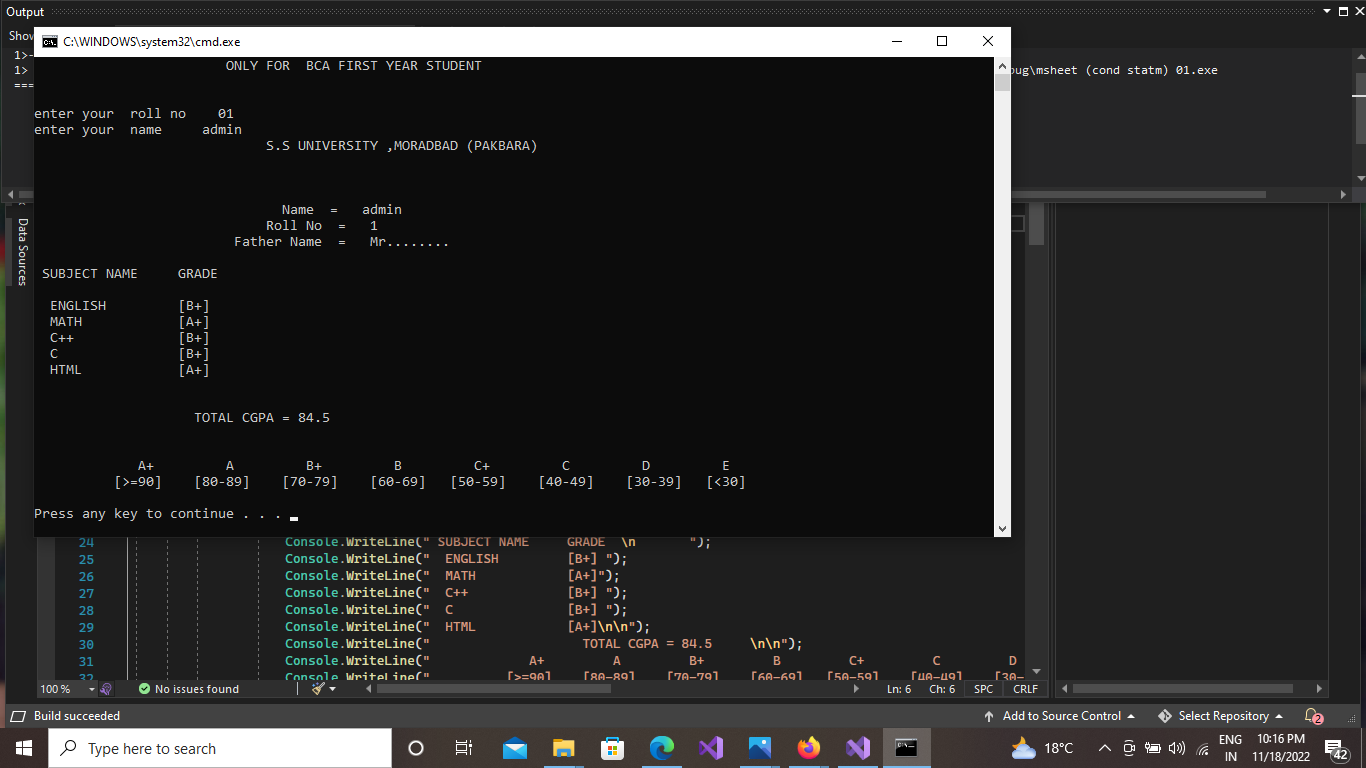 Output
Show
C:\WINDOWS\system32\cmd.exe
1>-
1>
bug\msheet (cond statm) 01.exe
===
ONLY FOR BCA FIRST YEAR STUDENT
enter your roll no 01
enter your name admin
S.S UNIVERSITY ,MORADBAD (PAKBARA)
Name = admin
Roll No = 1
Father Name = Mr........
SUBJECT NAME GRADE
ENGLISH [B+]
MATH [A+]
C++ [B+]
C [B+]
HTML [A+]
TOTAL CGPA = 84.5
A+ A B+ B C+ C D E
[>=90] [80-89] [70-79] [60-69] [50-59] [40-49] [30-39] [<30]
Press any key to continue . . .
Data Sources
24 Console.WriteLine(" SUBJECT NAME GRADE \n ");
25 Console.WriteLine(" ENGLISH [B+] ");
26 Console.WriteLine(" MATH [A+]");
27 Console.WriteLine(" C++ [B+] ");
28 Console.WriteLine(" C [B+] ");
29 Console.WriteLine(" HTML [A+]\n\n");
30 Console.WriteLine(" TOTAL CGPA = 84.5 \n\n");
31 Console.WriteLine(" A+ A B+ B C+ C D
32 Console.WriteLine(" [>=90] [80-89] [70-79] [60-69] [50-59] [40-49] [30-
100 % No issues found Ln: 6 Ch: 6 SPC CRLF
Build succeeded Add to Source Control Select Repository 2
Type here to search 18°C ENG 10:16 PM
IN 11/18/2022 42